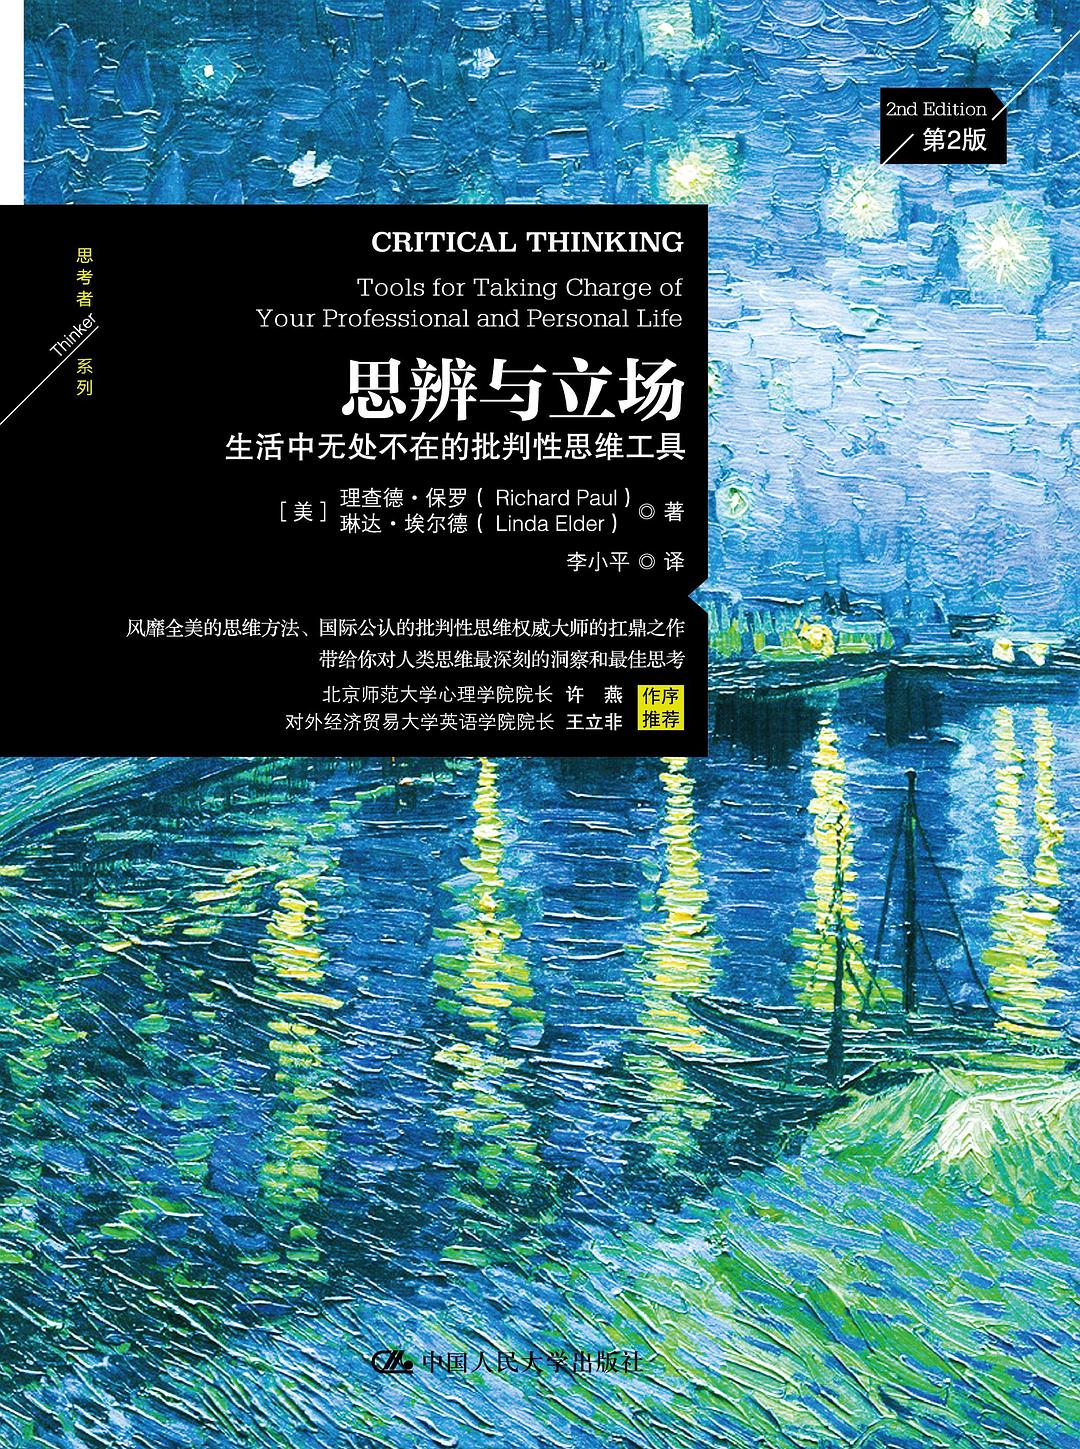 2nd Edition
第2版
思考者
Thinker
系列
CRITICAL THINKING
Tools for Taking Charge of
Your Professional and Personal Life
思辨与立场
生活中无处不在的批判性思维工具
［美］
理查德·保罗（Richard Paul）
琳达·埃尔德（Linda Elder）
◎ 著
李小平 ◎ 译
风靡全美的思维方法、国际公认的批判性思维权威大师的扛鼎之作
带给你对人类思维最深刻的洞察和最佳思考
北京师范大学心理学院院长 许 燕
对外经济贸易大学英语学院院长 王立非
作序
推荐
中国人民大学出版社